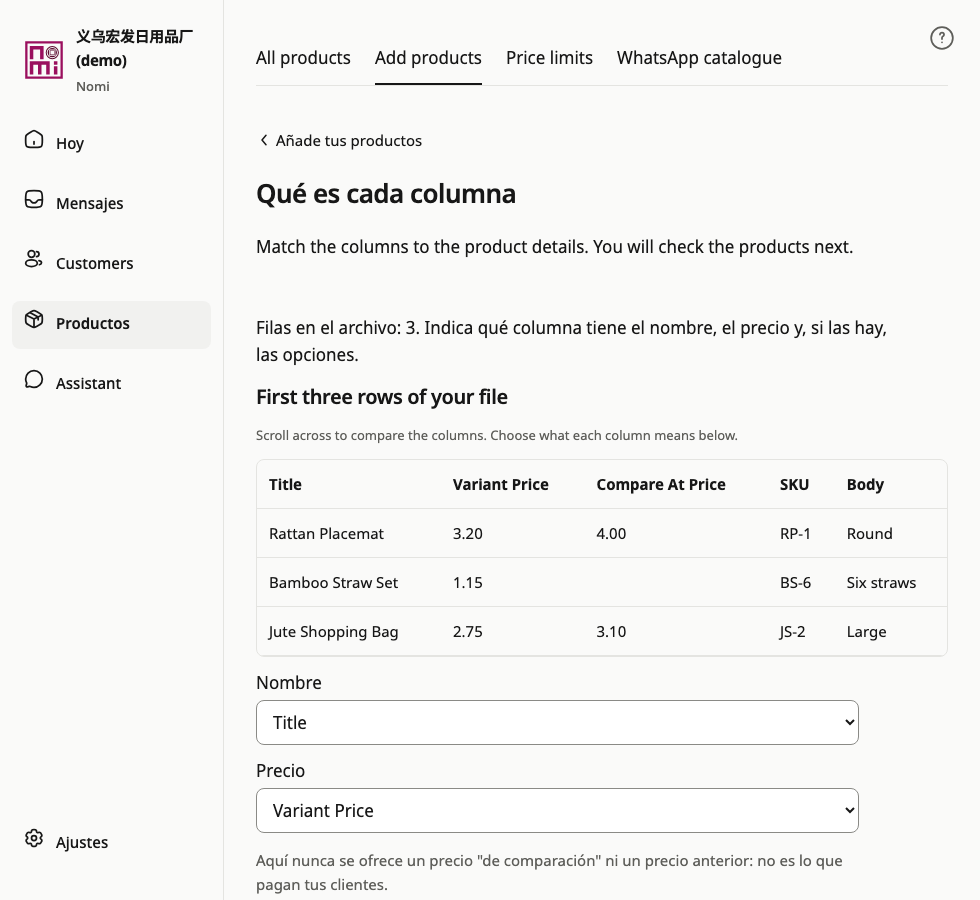 义乌宏发日用品厂
(demo)
Nomi
Hoy
Mensajes
Customers
Productos
Assistant
Ajustes
All products
Add products
Price limits
WhatsApp catalogue
?
Añade tus productos
Qué es cada columna
Match the columns to the product details. You will check the products next.
Filas en el archivo: 3. Indica qué columna tiene el nombre, el precio y, si las hay,
las opciones.
First three rows of your file
Scroll across to compare the columns. Choose what each column means below.
Title Variant Price Compare At Price SKU Body
Rattan Placemat 3.20 4.00 RP-1 Round
Bamboo Straw Set 1.15 BS-6 Six straws
Jute Shopping Bag 2.75 3.10 JS-2 Large
Nombre
Title
Precio
Variant Price
Aquí nunca se ofrece un precio "de comparación" ni un precio anterior: no es lo que
pagan tus clientes.